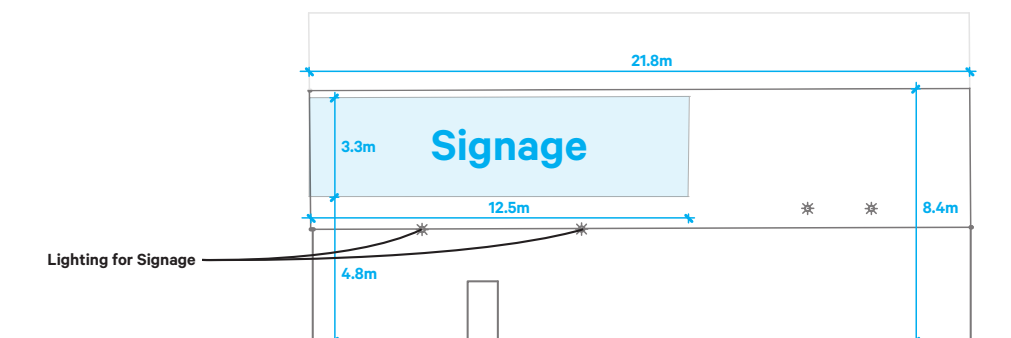 21.8m
3.3m
Signage
12.5m
8.4m
Lighting for Signage
4.8m